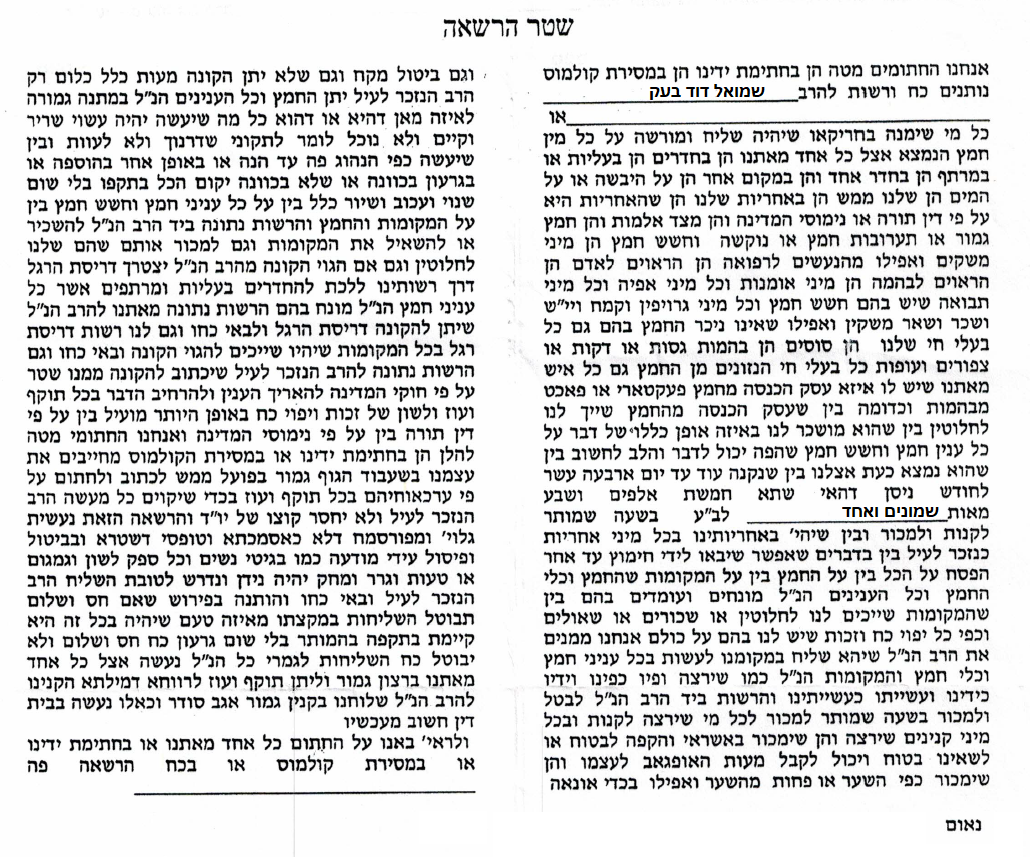 שטר הרשאה
אנחנו החתומים מטה הן בחתימת ידינו הן במסירת קולמוס
נותנים כח ורשות להרב שמואל דוד בעק
או
כל מי שימנה בחריקאו שיהיה שליח ומורשה על כל מין
חמץ הנמצא אצל כל אחד מאתנו הן בחדרים הן בעליות או
במרתף הן בחדר אחד והן במקום אחר הן על היבשה או על
המים הן שלנו ממש הן באחריות שלנו הן שהאחריות היא
על פי דין תורה או נימוסי המדינה והן מצד אלמות והן חמץ
גמור או תערובות חמץ או נוקשה וחשש חמץ הן מיני
משקים ואפילו מהנעשים לרפואה הן הראוים לאדם הן
הראוים לבהמה הן מיני אומנות וכל מיני אפיה וכל מיני
תבואה שיש בהם חשש חמץ וכל מיני גרויפין וקמח ויי"ש
ושכר ושאר משקין ואפילו שאינו ניכר החמץ בהם גם כל
בעלי חי שלנו הן סוסים הן בהמות גסות או דקות או
צפורים ועופות כל בעלי חי הנזונים מן החמץ גם כל איש
מאתנו שיש לו איזא עסק הכנסה מחמץ פעקטארי או פאכט
מבהמות וכדומה בין שעסק הכנסה מהחמץ שייך לנו
לחלוטין בין שהוא מושכר לנו באיזה אופן כללו של דבר על
כל ענין חמץ וחשש חמץ שהפה יכול לדבר והלב לחשוב בין
שהוא נמצא כעת אצלנו בין שנקנה עוד עד יום ארבעה עשר
לחודש ניסן דהאי שתא חמשת אלפים ושבע
מאות שמונים ואחד לב"ע בשעה שמותר
לקנות ולמכור ובין שיהי' באחריותינו בכל מיני אחריות
כנזכר לעיל בין בדברים שאפשר שיבאו לידי חימוץ עד אחר
הפסח על הכל בין על החמץ בין על המקומות שהחמץ וכלי
החמץ וכל הענינים הנ"ל מונחים ועומדים בהם בין
שהמקומות שייכים לנו לחלוטין או שכורים או שאולים
וכפי כל יפוי כח וזכות שיש לנו בהם על כולם אנחנו ממנים
את הרב הנ"ל שיהא שליח במקומנו לעשות בכל עניני חמץ
וכלי חמץ והמקומות הנ"ל כמו שירצה ופיו כפינו וידיו
כידינו ועשייתו כעשייתינו והרשות ביד הרב הנ"ל לבטל
ולמכור בשעה שמותר למכור לכל מי שירצה לקנות ובכל
מיני קנינים שירצה והן שימכור באשראי והקפה לבטוח או
לשאינו בטוח ויכול לקבל מעות האופגאב לעצמו והן
שימכור כפי השער או פחות מהשער ואפילו בכדי אונאה
נאום
וגם ביטול מקח וגם שלא יתן הקונה מעות כלל כלום רק
הרב הנזכר לעיל יתן החמץ וכל הענינים הנ"ל במתנה גמורה
לאיזה מאן דהיא או דהוא כל מה שיעשה יהיה עשוי שריר
וקיים ולא נוכל לומר לתקוני שדרנוך ולא לעוות ובין
שיעשה כפי הנהוג פה עד הנה או באופן אחר בהוספה או
בגרעון בכוונה או שלא בכוונה יקום הכל בתקפו בלי שום
שנוי ועכוב ושיור כלל בין על כל עניני חמץ וחשש חמץ בין
על המקומות והחמץ והרשות נתונה ביד הרב הנ"ל להשכיר
או להשאיל את המקומות וגם למכור אותם שהם שלנו
לחלוטין וגם אם הגוי הקונה מהרב הנ"ל יצטרך דריסת הרגל
דרך רשותינו ללכת להחדרים בעליות ומרתפים אשר כל
עניני חמץ הנ"ל מונח בהם הרשות נתונה מאתנו להרב הנ"ל
שיתן להקונה דריסת הרגל ולבאי כחו וגם לנו רשות דריסת
רגל בכל המקומות שיהיו שייכים להגוי הקונה ובאי כחו וגם
הרשות נתונה להרב הנזכר לעיל שיכתוב להקונה ממנו שטר
על פי חוקי המדינה להאריך הענין ולהרחיב הדבר בכל תוקף
ועוז ולשון של זכות ויפוי כח באופן היותר מועיל בין על פי
דין תורה בין על פי נימוסי המדינה ואנחנו החתומי מטה
להלן הן בחתימת ידינו או במסירת הקולמוס מחייבים את
עצמנו בשעבוד הגוף גמור בפועל ממש לכתוב ולחתום על
פי ערכאותיהם בכל תוקף ועוז בכדי שיקוים כל מעשה הרב
הנזכר לעיל ולא יחסר קוצו של יו"ד והרשאה הזאת נעשית
גלוי' ומפורסמת דלא כאסמכתא וטופסי דשטרא ובביטול
ופיסול עידי מודעה כמו בגיטי נשים וכל ספק לשון וגמגום
או טעות וגרר ומחק יהיה נידן ונדרש לטובת השליח הרב
הנזכר לעיל ובאי כחו והותנה בפירוש שאם חס ושלום
תבוטל השליחות במקצתו מאיזה טעם שיהיה בכל זה היא
קיימת בתקפה בהמותר בלי שום גרעון כח חס ושלום ולא
יבוטל כח השליחות לגמרי כל הנ"ל נעשה אצל כל אחד
מאתנו ברצון גמור וליתן תוקף ועוז לרווחא דמילתא הקנינו
להרב הנ"ל שלוחנו בקנין גמור אגב סודר וכאלו נעשה בבית
דין חשוב מעכשיו
ולראי' באנו על החתום כל אחד מאתנו או בחתימת ידינו
או במסירת קולמוס או בכח הרשאה פה